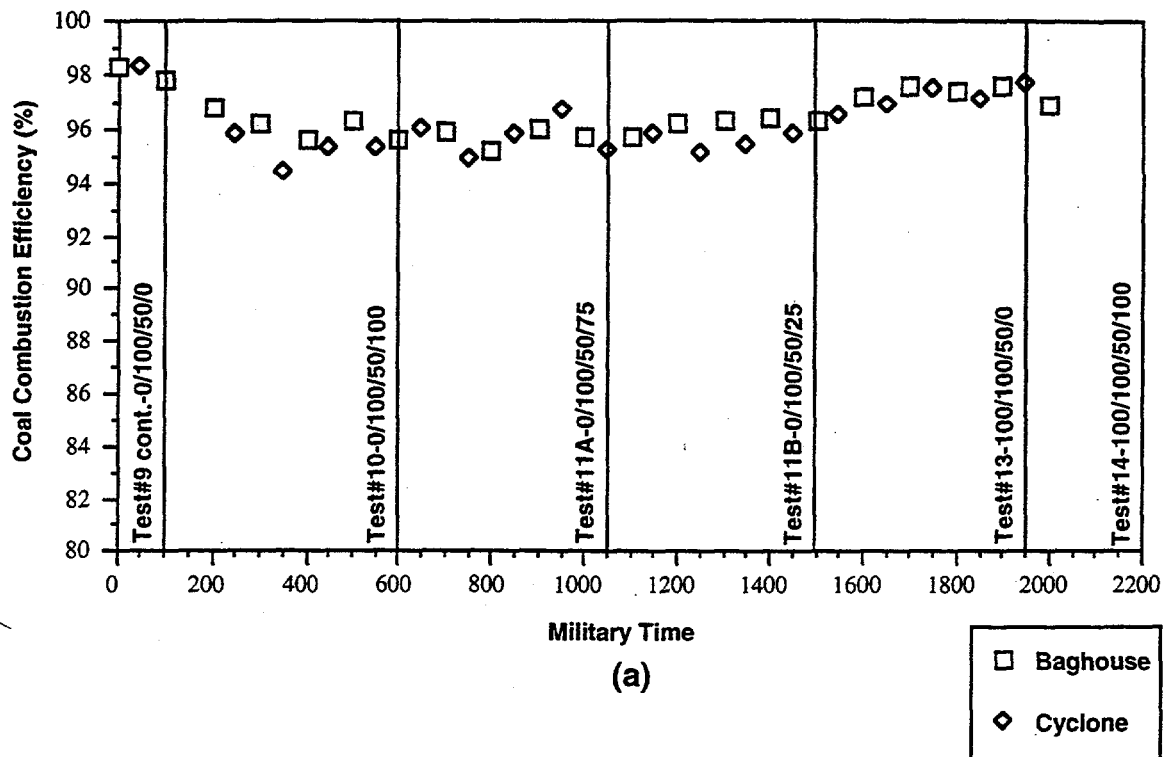 100
98
96
94
92
90
88
86
84
82
80
Coal Combustion Efficiency (%)
Test#9 cont.-0/100/50/0
Test#10-0/100/50/100
Test#11A-0/100/50/75
Test#11B-0/100/50/25
Test#13-100/100/50/0
Test#14-100/100/50/100
0 200 400 600 800 1000 1200 1400 1600 1800 2000 2200
Military Time
(a)
Baghouse
Cyclone